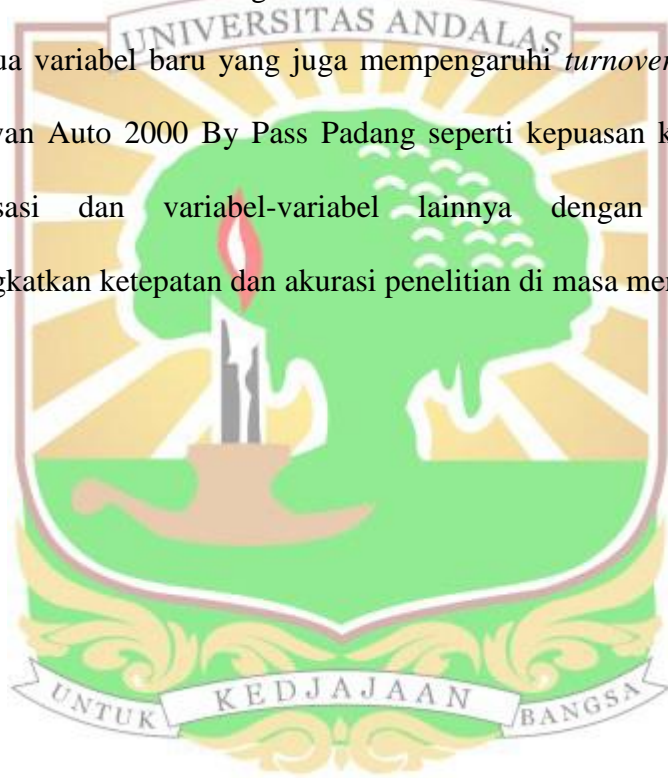 UNIVERSITAS ANDALAS
ua variabel baru yang juga mempengaruhi turnover
van Auto 2000 By Pass Padang seperti kepuasan k
sasi dan variabel-variabel lainnya dengan
gkatkan ketepatan dan akurasi penelitian di masa me
UNTUK KEDJAJAAN BANGSA